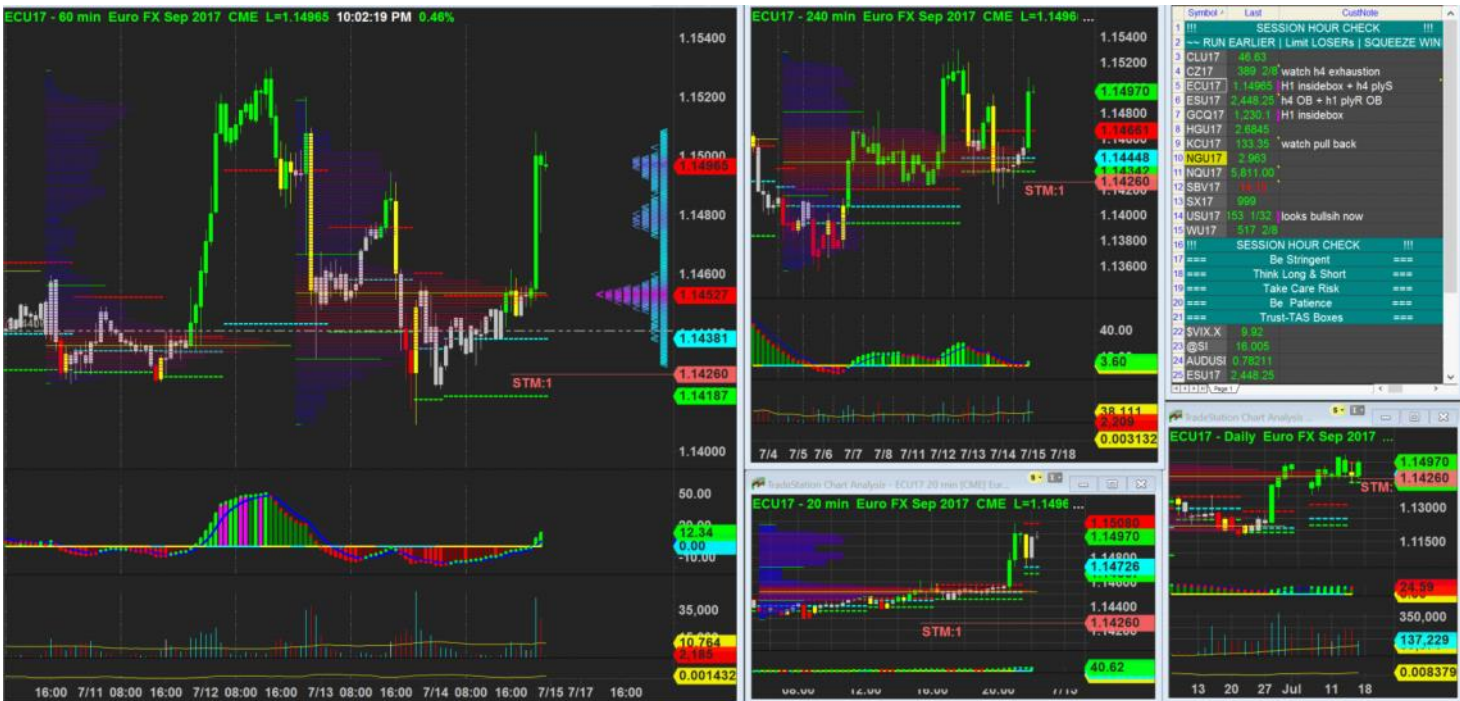 ECU17 - 60 min Euro FX Sep 2017 CME L=1.14965 10:02:19 PM 0.46%
1.15400
1.15200
1.15000
1.14965
1.14800
1.14600
1.14527
1.14381
1.14260
STM:1
1.14187
1.14000
50.00
12.34
0.00
-10.00
35,000
10,764
2,185
0.001432
16:00 7/11 08:00 16:00 7/12 08:00 16:00 7/13 08:00 16:00 7/14 08:00 16:00 7/15 7/17 16:00
ECU17 - 240 min Euro FX Sep 2017 CME L=1.1496 ...
1.15400
1.15200
1.14970
1.14800
1.14661
1.14448
1.14342
1.14260
STM:1
1.14000
1.13800
1.13600
40.00
3.60
38,111
2,209
0.003132
7/4 7/5 7/6 7/7 7/8 7/11 7/12 7/13 7/14 7/15 7/18
TradeStation Chart Analysis - ECU17 20 min [CME] Eur...
ECU17 - 20 min Euro FX Sep 2017 CME L=1.1496 ...
1.15080
1.14970
1.14800
1.14726
1.14600
1.14400
1.14260
STM:1
40.62
08:00 12:00 16:00 20:00 7/15
Symbol Last CustNote
1 !!! SESSION HOUR CHECK !!!
2 ~~ RUN EARLIER | Limit LOSERs | SQUEEZE WIN
3 CLU17 46.63
4 CZ17 389 2/8 watch h4 exhaustion
5 ECU17 1.14965 H1 insidebox + h4 plyS
6 ESU17 2,448.25 h4 OB + h1 plyR OB
7 GCQ17 1,230.1 H1 insidebox
8 HGU17 2.6845
9 KCU17 133.35 watch pull back
10 NGU17 2.963
11 NQU17 5,811.00
12 SBV17
13 SX17 999
14 USU17 153 1/32 looks bullsih now
15 WU17 517 2/8
16 !!! SESSION HOUR CHECK !!!
17 === Be Stringent ===
18 === Think Long & Short ===
19 === Take Care Risk ===
20 === Be Patience ===
21 === Trust-TAS Boxes ===
22 $VIX.X 9.92
23 @SI 16.005
24 AUDUSI 0.78211
25 ESU17 2,448.25
Page 1
TradeStation Chart Analysis ...
ECU17 - Daily Euro FX Sep 2017 ...
1.14970
1.14260
STM:
1.13000
1.11500
24.59
350,000
137,229
0.008379
13 20 27 Jul 11 18